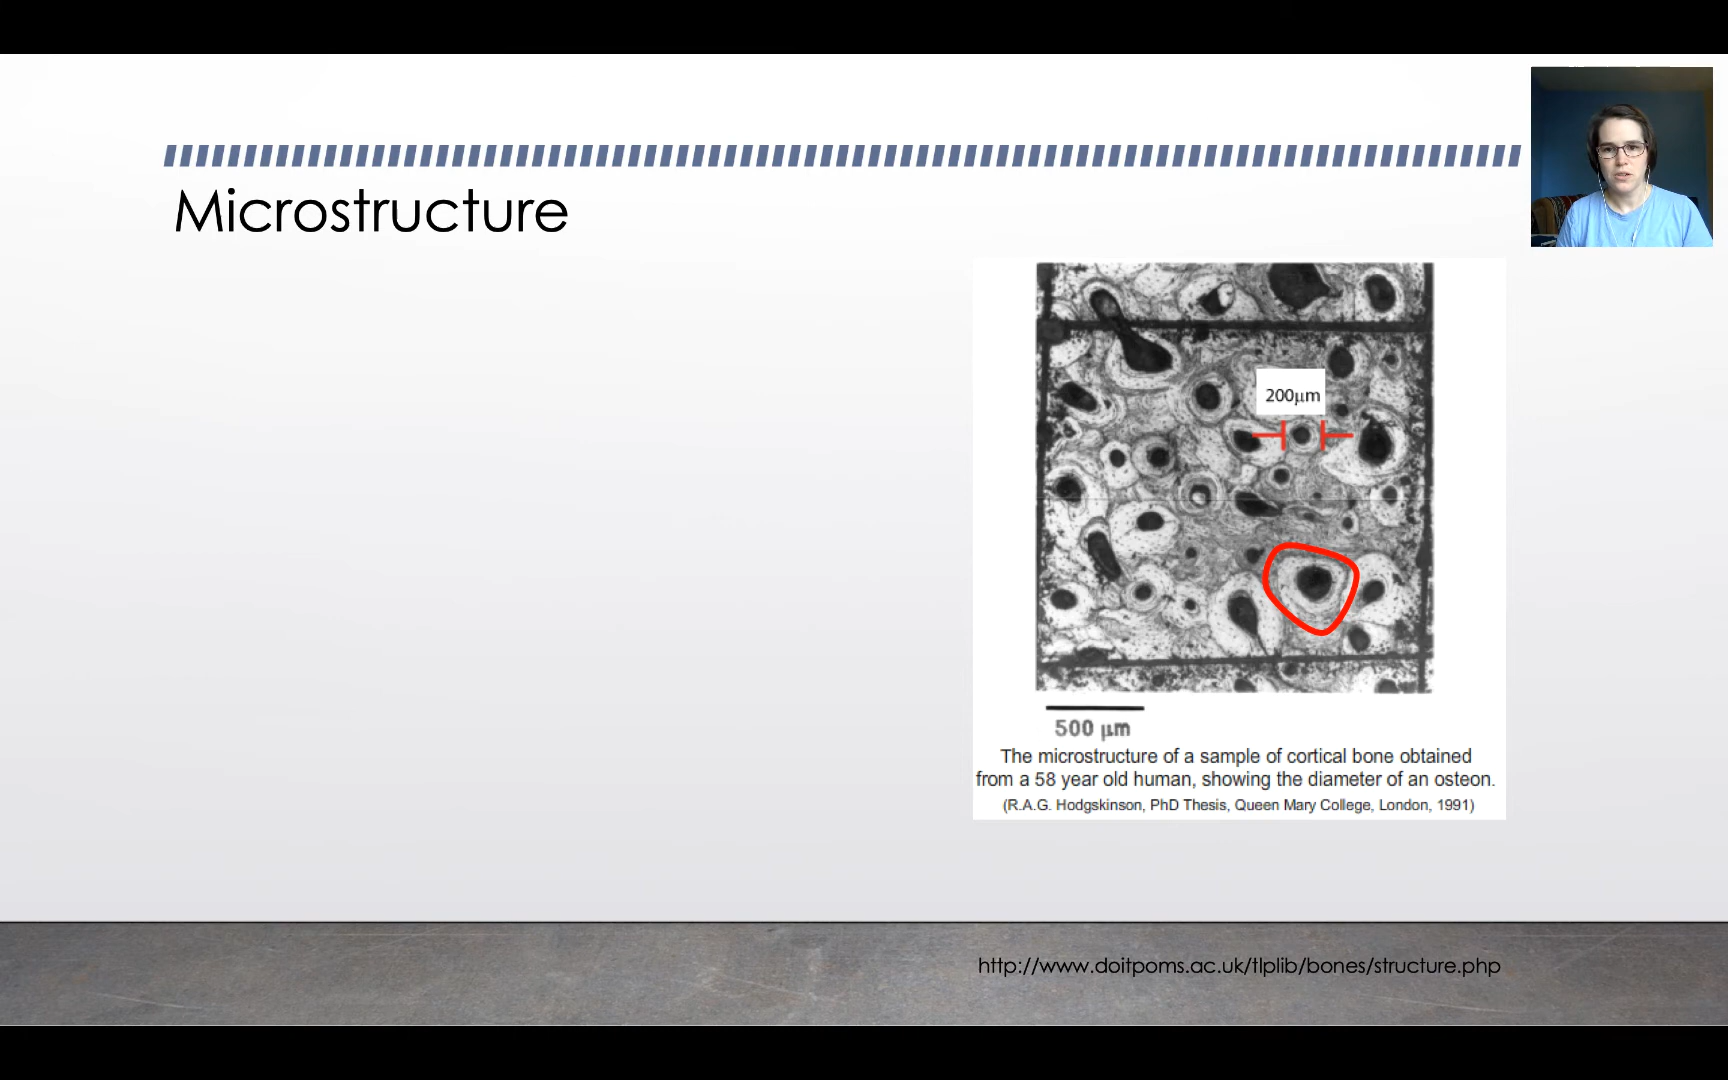 Microstructure
200μm
500 μm
The microstructure of a sample of cortical bone obtained
from a 58 year old human, showing the diameter of an osteon.
(R.A.G. Hodgskinson, PhD Thesis, Queen Mary College, London, 1991)
http://www.doitpoms.ac.uk/tlplib/bones/structure.php